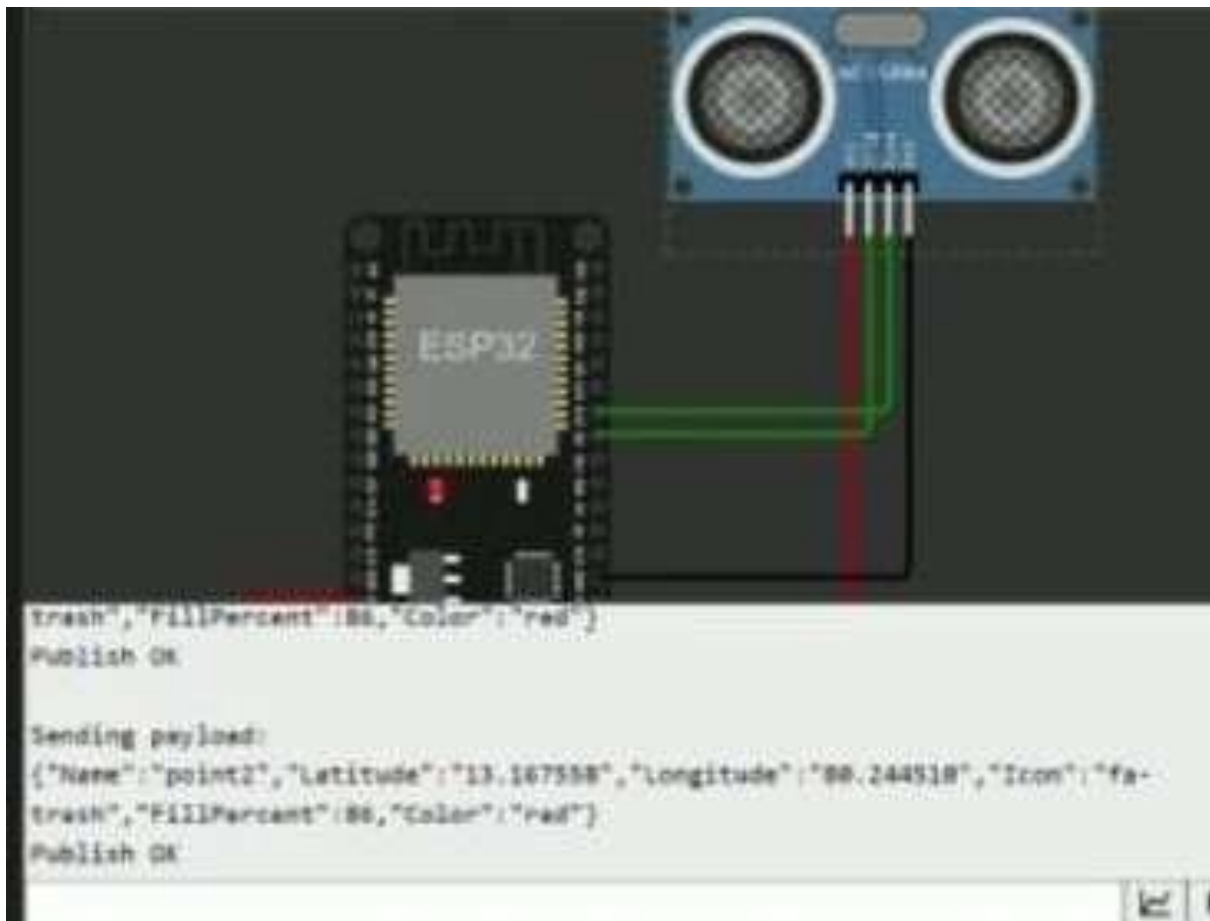 ESP32
trash","FillPercent":86,"Color":"red"}
Publish OK
Sending payload:
{"Name":"point2","Latitude":"13.167558","Longitude":"80.244510","Icon":"fa-
trash","FillPercent":86,"Color":"red"}
Publish OK